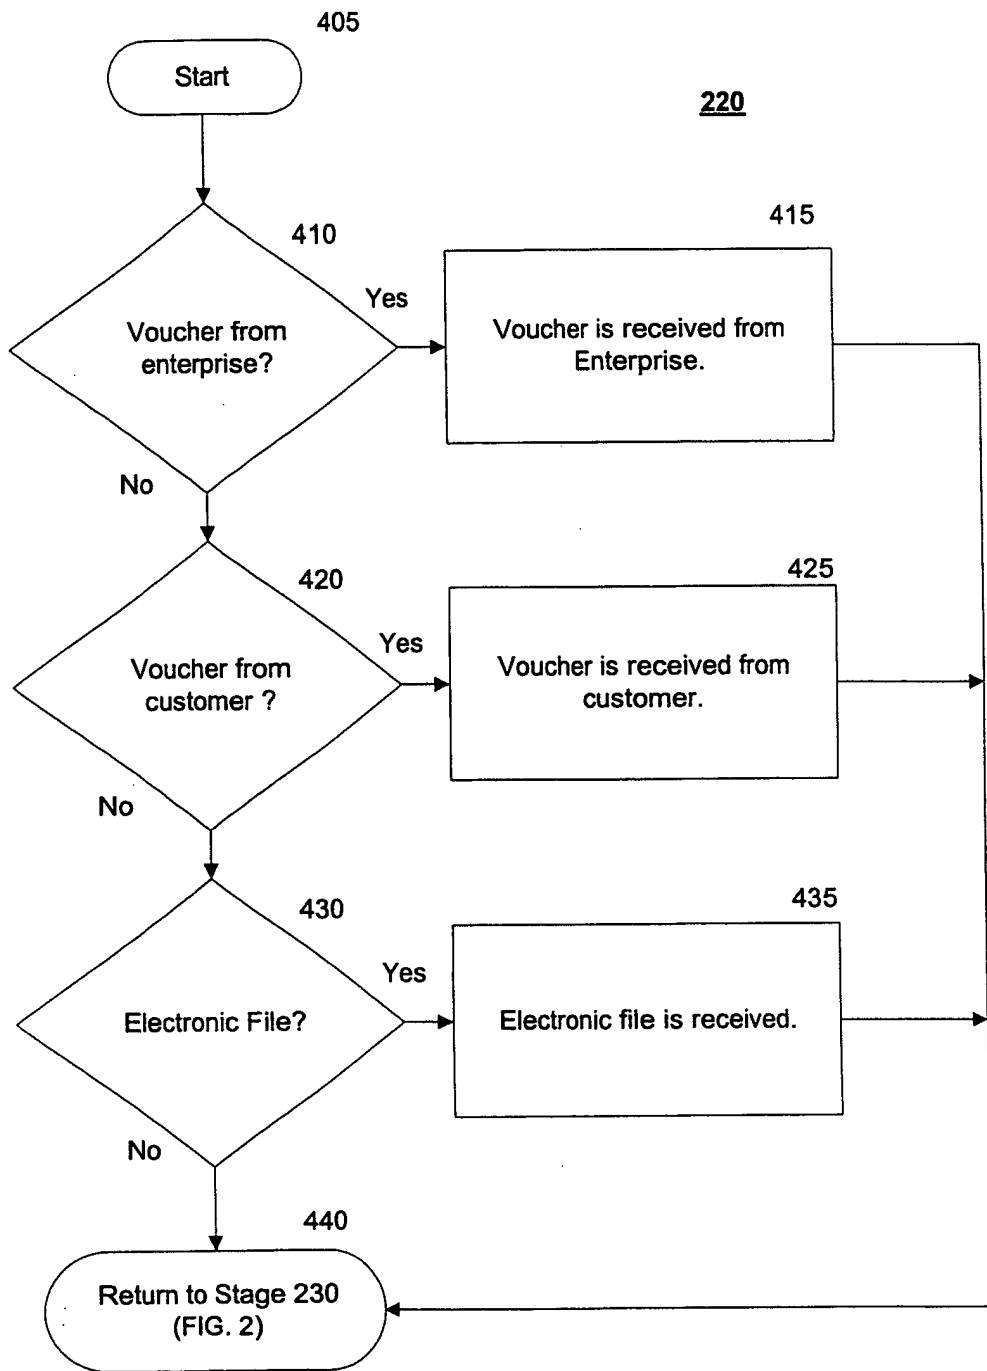 405
Start
220
410
415
Yes
Voucher from
enterprise?
Voucher is received from
Enterprise.
No
420
425
Yes
Voucher from
customer ?
Voucher is received from
customer.
No
430
435
Yes
Electronic File?
Electronic file is received.
No
440
Return to Stage 230
(FIG. 2)